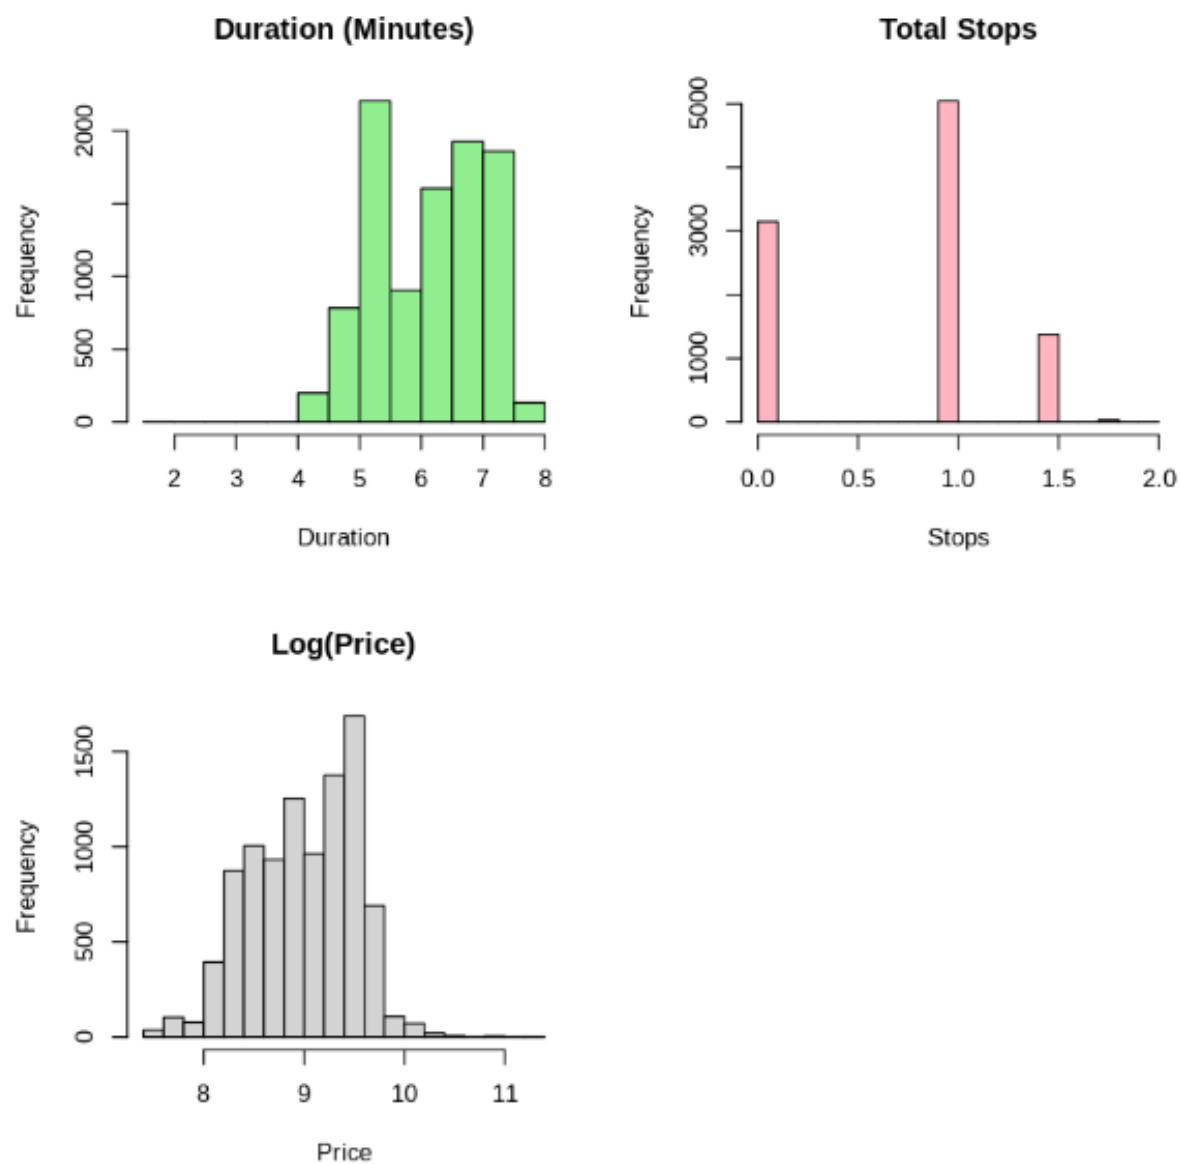 Duration (Minutes)
Frequency
0 500 1000 2000
2 3 4 5 6 7 8
Duration
Total Stops
Frequency
0 1000 3000 5000
0.0 0.5 1.0 1.5 2.0
Stops
Log(Price)
Frequency
0 500 1000 1500
8 9 10 11
Price